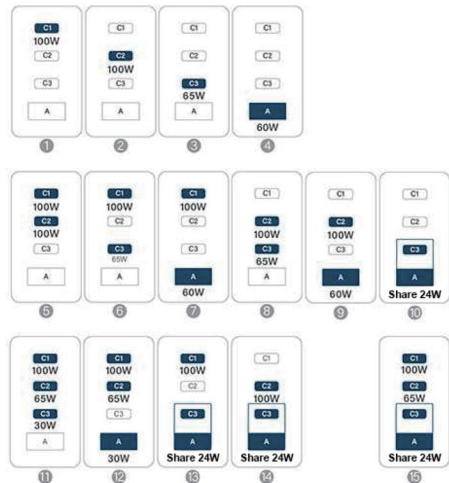 C1 C1 C1 C1
100W
C2 C2 C2 C2
100W
C3 C3 C3 C3
65W
A A A A
60W
1 2 3 4
C1 C1 C1 C1 C1 C1
100W 100W 100W
C2 C2 C2 C2 C2 C2
100W 100W 100W
C3 C3 C3 C3 C3 C3
65W 65W
A A A A A A
60W 60W Share 24W
5 6 7 8 9 10
C1 C1 C1 C1 C1
100W 100W 100W 100W
C2 C2 C2 C2 C2
65W 65W 100W 65W
C3 C3 C3 C3 C3
30W
A A A A A
30W Share 24W Share 24W Share 24W
11 12 13 14 15